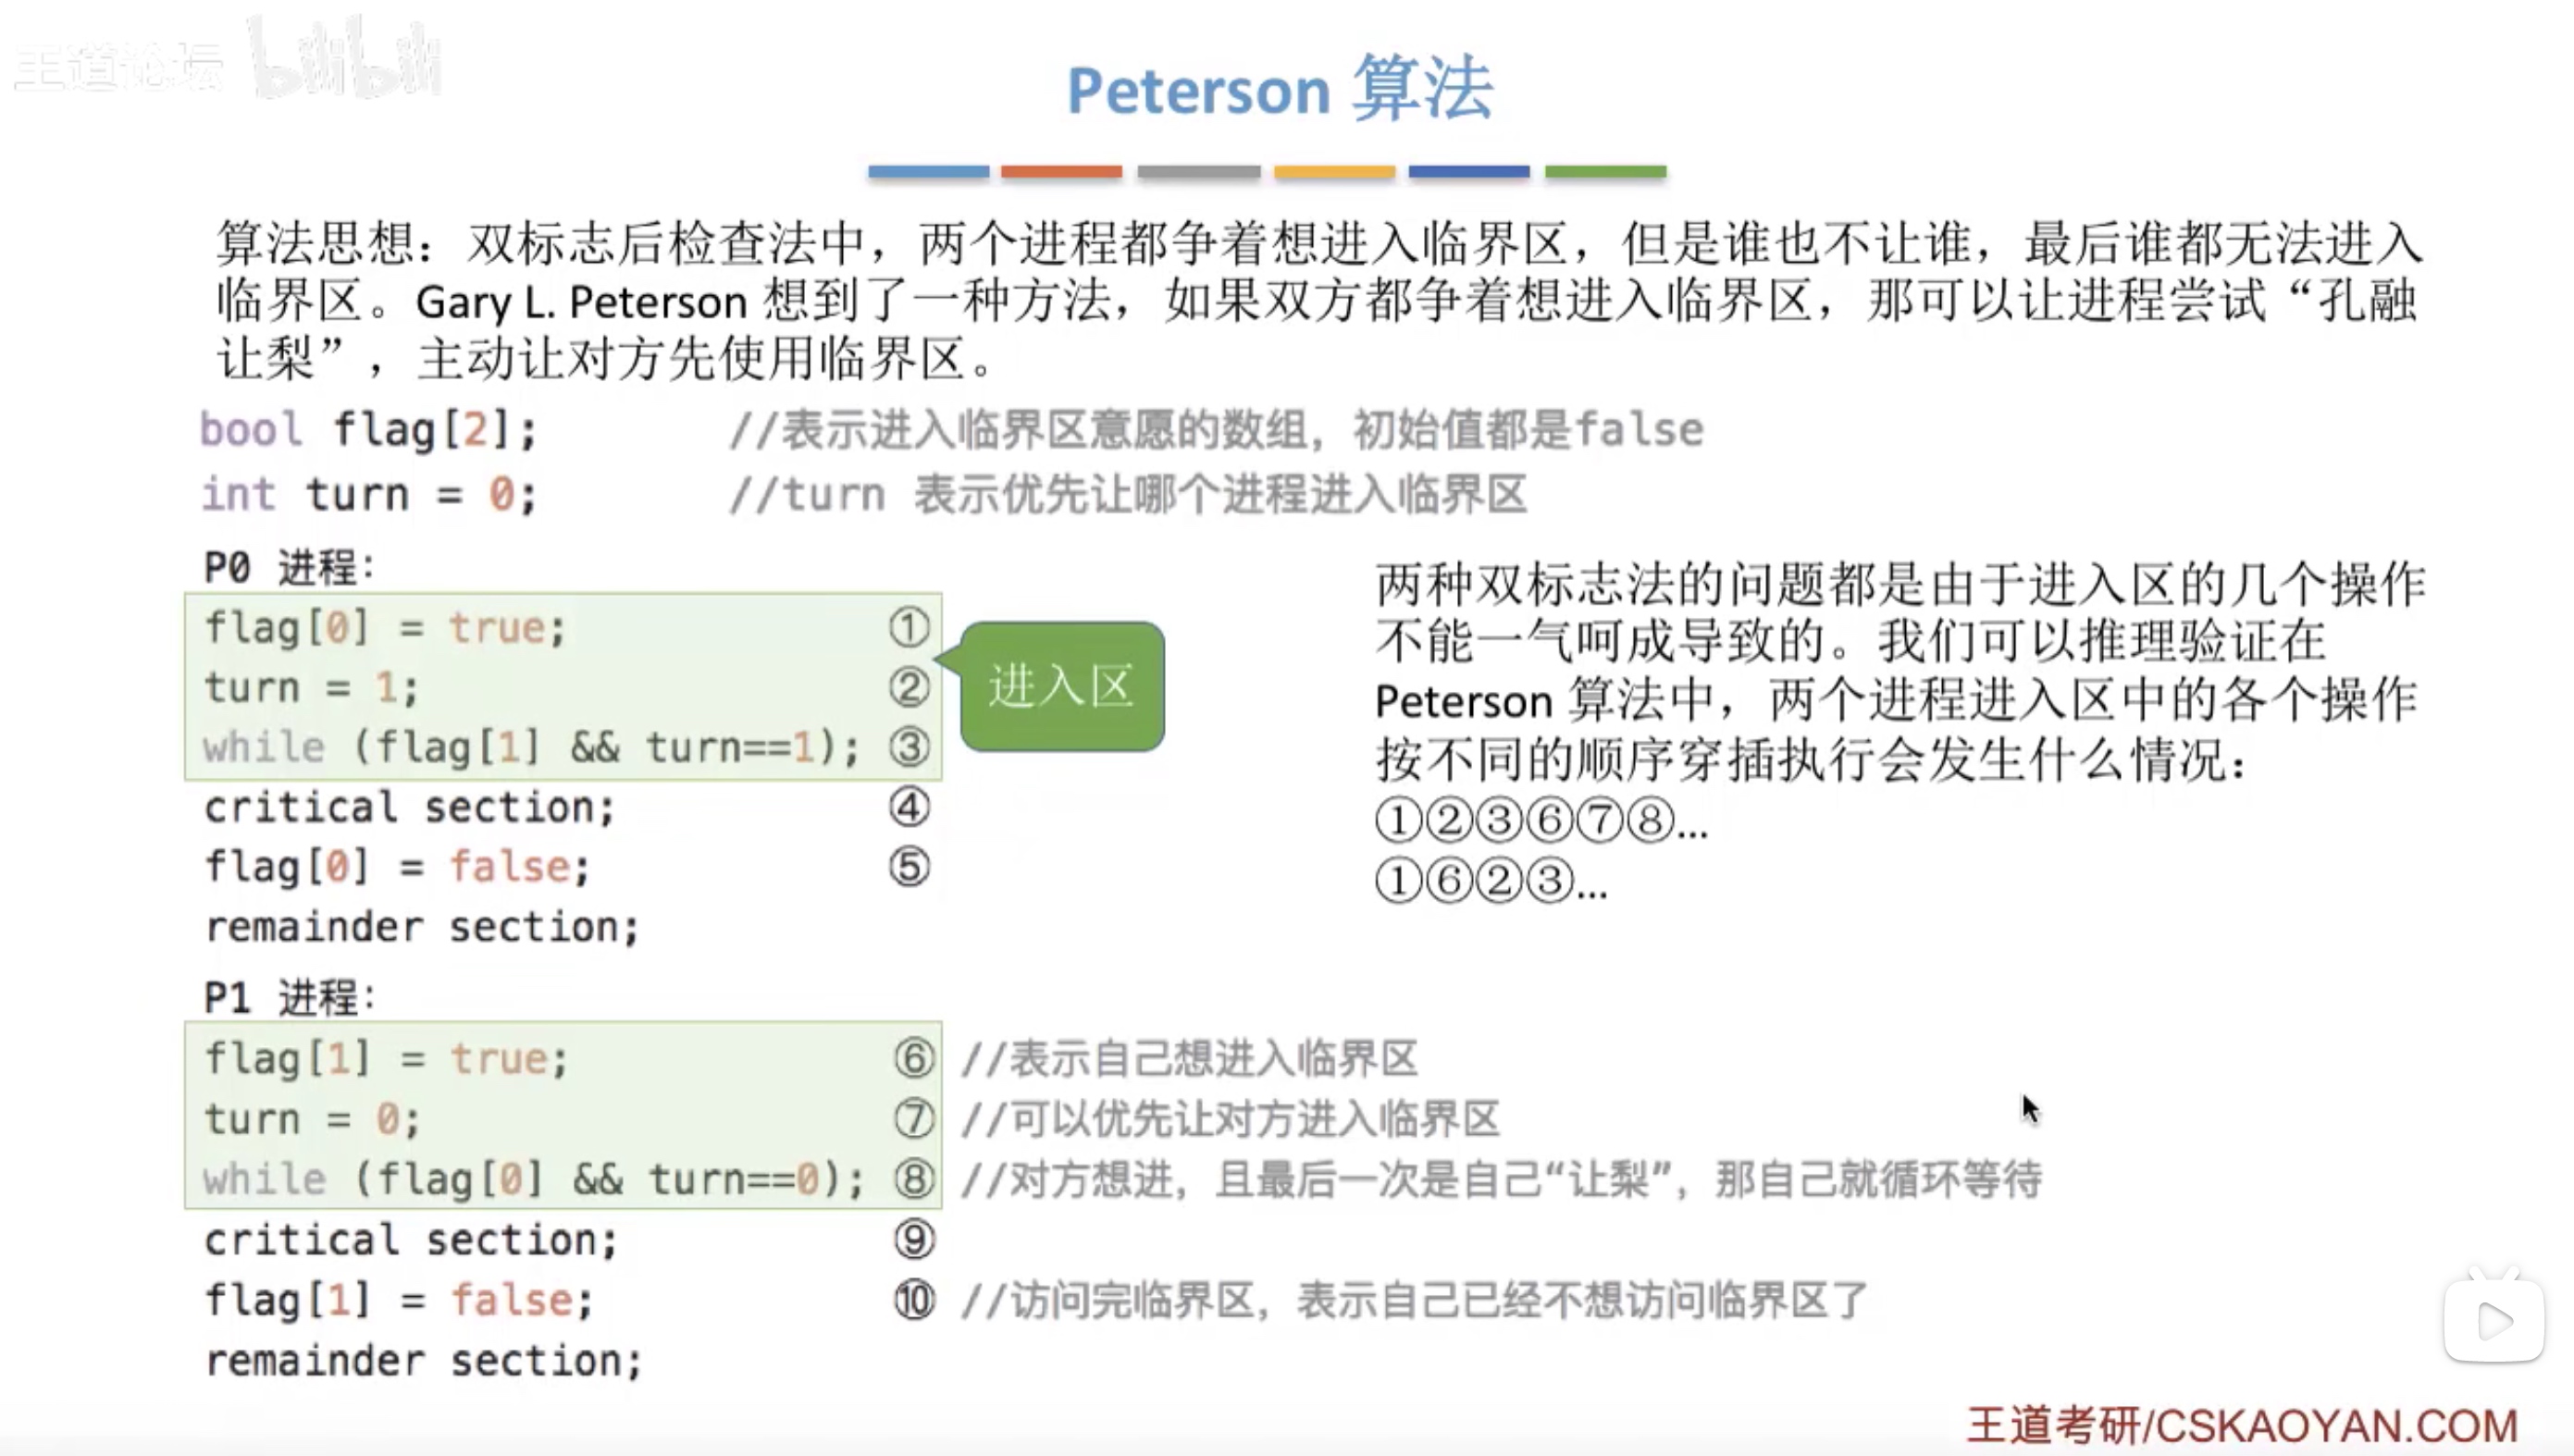 王道论坛 bilibili
Peterson 算法
算法思想：双标志后检查法中，两个进程都争着想进入临界区，但是谁也不让谁，最后谁都无法进入
临界区。Gary L. Peterson 想到了一种方法，如果双方都争着想进入临界区，那可以让进程尝试“孔融
让梨”，主动让对方先使用临界区。
bool flag[2]; //表示进入临界区意愿的数组，初始值都是false
int turn = 0; //turn 表示优先让哪个进程进入临界区
P0 进程：
flag[0] = true; ①
turn = 1; ②
while (flag[1] && turn==1); ③
进入区
critical section; ④
flag[0] = false; ⑤
remainder section;
两种双标志法的问题都是由于进入区的几个操作
不能一气呵成导致的。我们可以推理验证在
Peterson 算法中，两个进程进入区中的各个操作
按不同的顺序穿插执行会发生什么情况：
①②③⑥⑦⑧...
①⑥②③...
P1 进程：
flag[1] = true; ⑥ //表示自己想进入临界区
turn = 0; ⑦ //可以优先让对方进入临界区
while (flag[0] && turn==0); ⑧ //对方想进，且最后一次是自己“让梨”，那自己就循环等待
critical section; ⑨
flag[1] = false; ⑩ //访问完临界区，表示自己已经不想访问临界区了
remainder section;
王道考研/CSKAOYAN.COM